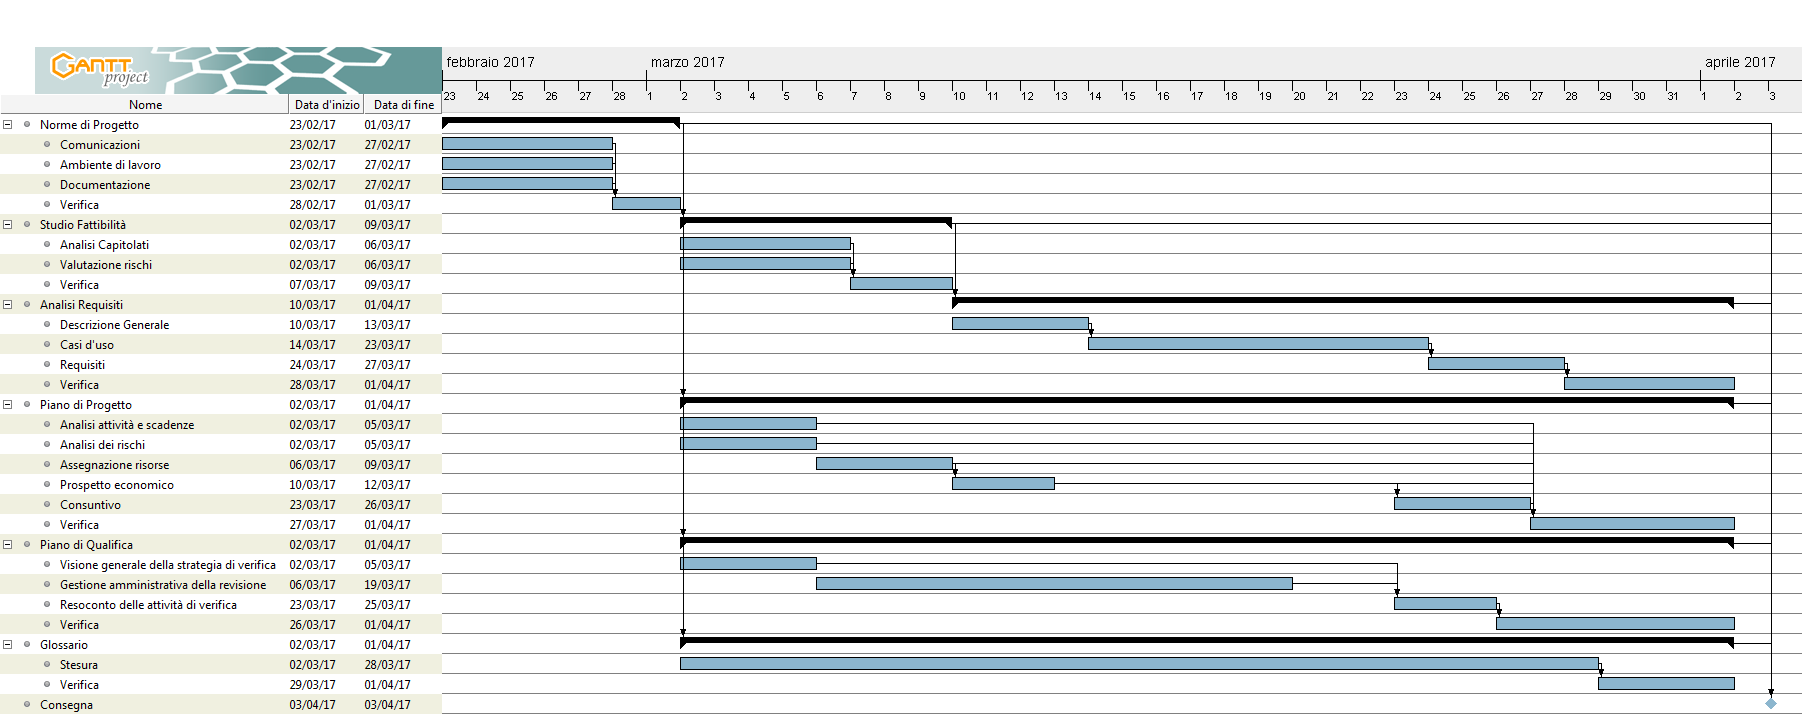 GANTT
project
febbraio 2017 marzo 2017 aprile 2017
Nome Data d'inizio Data di fine 23 24 25 26 27 28 1 2 3 4 5 6 7 8 9 10 11 12 13 14 15 16 17 18 19 20 21 22 23 24 25 26 27 28 29 30 31 1 2 3
Norme di Progetto 23/02/17 01/03/17
Comunicazioni 23/02/17 27/02/17
Ambiente di lavoro 23/02/17 27/02/17
Documentazione 23/02/17 27/02/17
Verifica 28/02/17 01/03/17
Studio Fattibilità 02/03/17 09/03/17
Analisi Capitolati 02/03/17 06/03/17
Valutazione rischi 02/03/17 06/03/17
Verifica 07/03/17 09/03/17
Analisi Requisiti 10/03/17 01/04/17
Descrizione Generale 10/03/17 13/03/17
Casi d'uso 14/03/17 23/03/17
Requisiti 24/03/17 27/03/17
Verifica 28/03/17 01/04/17
Piano di Progetto 02/03/17 01/04/17
Analisi attività e scadenze 02/03/17 05/03/17
Analisi dei rischi 02/03/17 05/03/17
Assegnazione risorse 06/03/17 09/03/17
Prospetto economico 10/03/17 12/03/17
Consuntivo 23/03/17 26/03/17
Verifica 27/03/17 01/04/17
Piano di Qualifica 02/03/17 01/04/17
Visione generale della strategia di verifica 02/03/17 05/03/17
Gestione amministrativa della revisione 06/03/17 19/03/17
Resoconto delle attività di verifica 23/03/17 25/03/17
Verifica 26/03/17 01/04/17
Glossario 02/03/17 01/04/17
Stesura 02/03/17 28/03/17
Verifica 29/03/17 01/04/17
Consegna 03/04/17 03/04/17